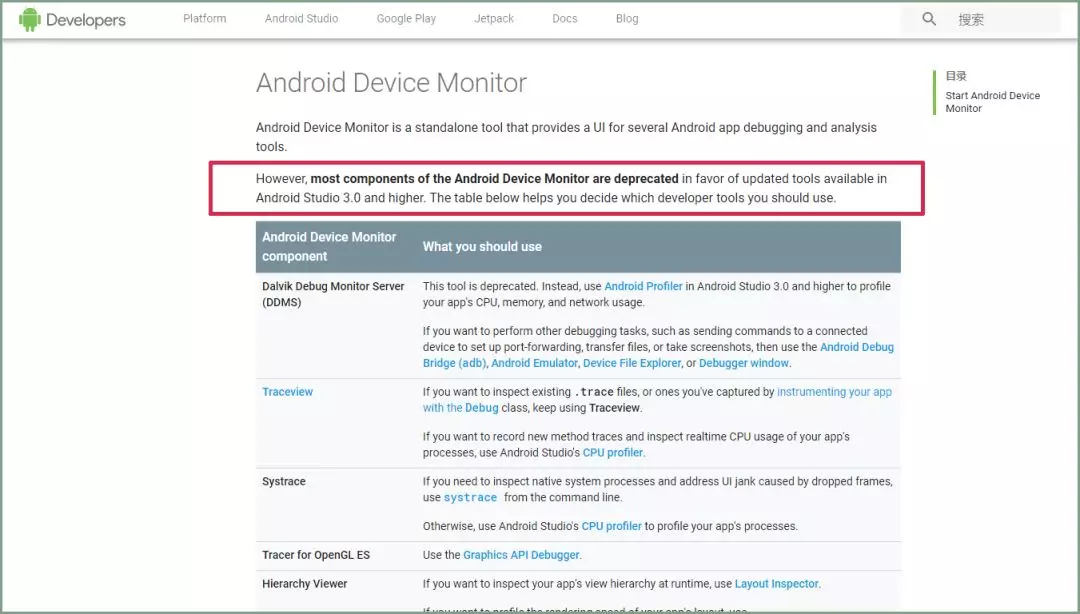 Developers
Platform
Android Studio
Google Play
Jetpack
Docs
Blog
搜索
Android Device Monitor
Android Device Monitor is a standalone tool that provides a UI for several Android app debugging and analysis
tools.
However, most components of the Android Device Monitor are deprecated in favor of updated tools available in
Android Studio 3.0 and higher. The table below helps you decide which developer tools you should use.
Android Device Monitor
component
What you should use
Dalvik Debug Monitor Server
(DDMS)
This tool is deprecated. Instead, use Android Profiler in Android Studio 3.0 and higher to profile
your app's CPU, memory, and network usage.
If you want to perform other debugging tasks, such as sending commands to a connected
device to set up port-forwarding, transfer files, or take screenshots, then use the Android Debug
Bridge (adb), Android Emulator, Device File Explorer, or Debugger window.
Traceview
If you want to inspect existing .trace files, or ones you've captured by instrumenting your app
with the Debug class, keep using Traceview.
If you want to record new method traces and inspect realtime CPU usage of your app's
processes, use Android Studio's CPU profiler.
Systrace
If you need to inspect native system processes and address UI jank caused by dropped frames,
use systrace from the command line.
Otherwise, use Android Studio's CPU profiler to profile your app's processes.
Tracer for OpenGL ES
Use the Graphics API Debugger.
Hierarchy Viewer
If you want to inspect your app's view hierarchy at runtime, use Layout Inspector.
If you want to profile the rendering speed of your app's layout, use
目录
Start Android Device
Monitor